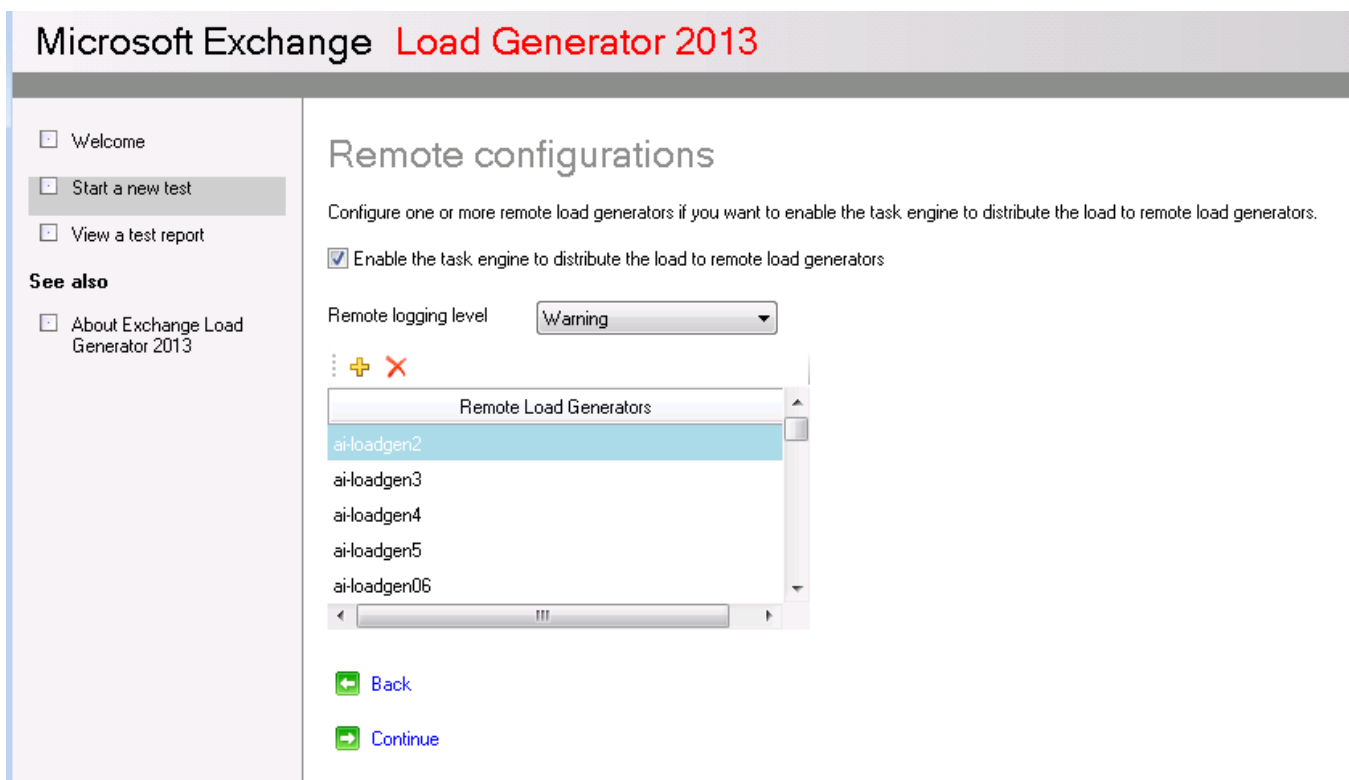 Microsoft Exchange Load Generator 2013
Welcome
Start a new test
View a test report
See also
About Exchange Load
Generator 2013
Remote configurations
Configure one or more remote load generators if you want to enable the task engine to distribute the load to remote load generators.
Enable the task engine to distribute the load to remote load generators
Remote logging level
Warning
Remote Load Generators
ai-loadgen2
ai-loadgen3
ai-loadgen4
ai-loadgen5
ai-loadgen06
Back
Continue